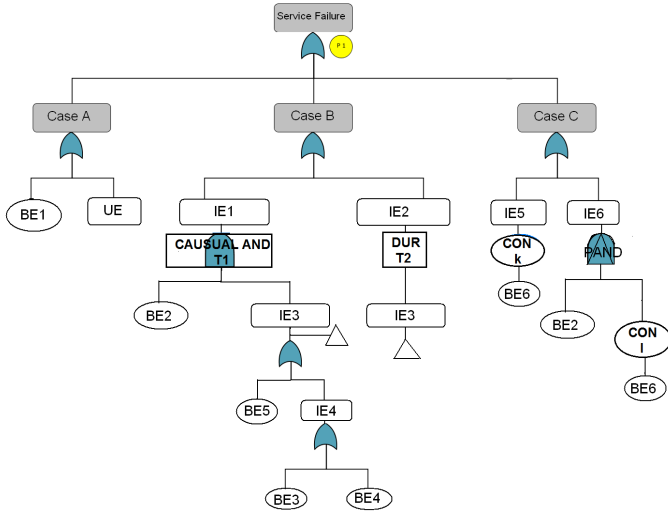 Service Failure
P 1
Case A
Case B
Case C
BE1
UE
IE1
IE2
IE5
IE6
CAUSUAL AND
T1
DUR
T2
CON
k
PAND
BE6
BE2
IE3
IE3
BE2
CON
l
BE5
IE4
BE6
BE3
BE4